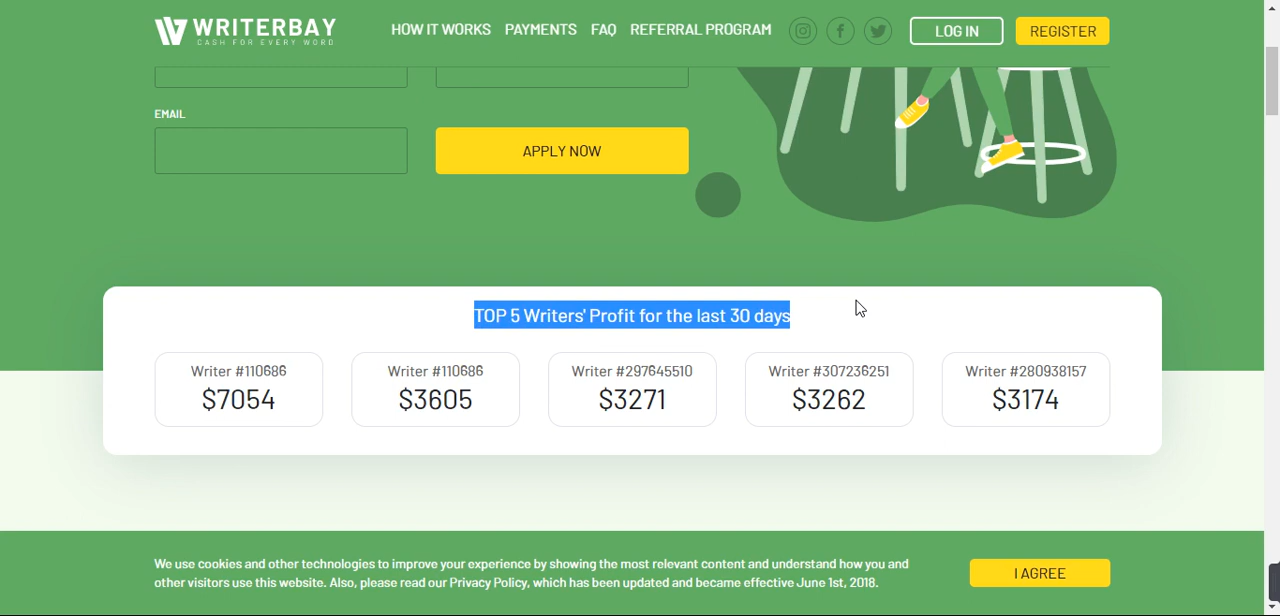 WRITERBAY
CASH FOR EVERY WORD
HOW IT WORKS
PAYMENTS
FAQ
REFERRAL PROGRAM
LOG IN
REGISTER
EMAIL
APPLY NOW
TOP 5 Writers' Profit for the last 30 days
Writer #110686
$7054
Writer #110686
$3605
Writer #297645510
$3271
Writer #307236251
$3262
Writer #280938157
$3174
We use cookies and other technologies to improve your experience by showing the most relevant content and understand how you and
other visitors use this website. Also, please read our Privacy Policy, which has been updated and became effective June 1st, 2018.
I AGREE